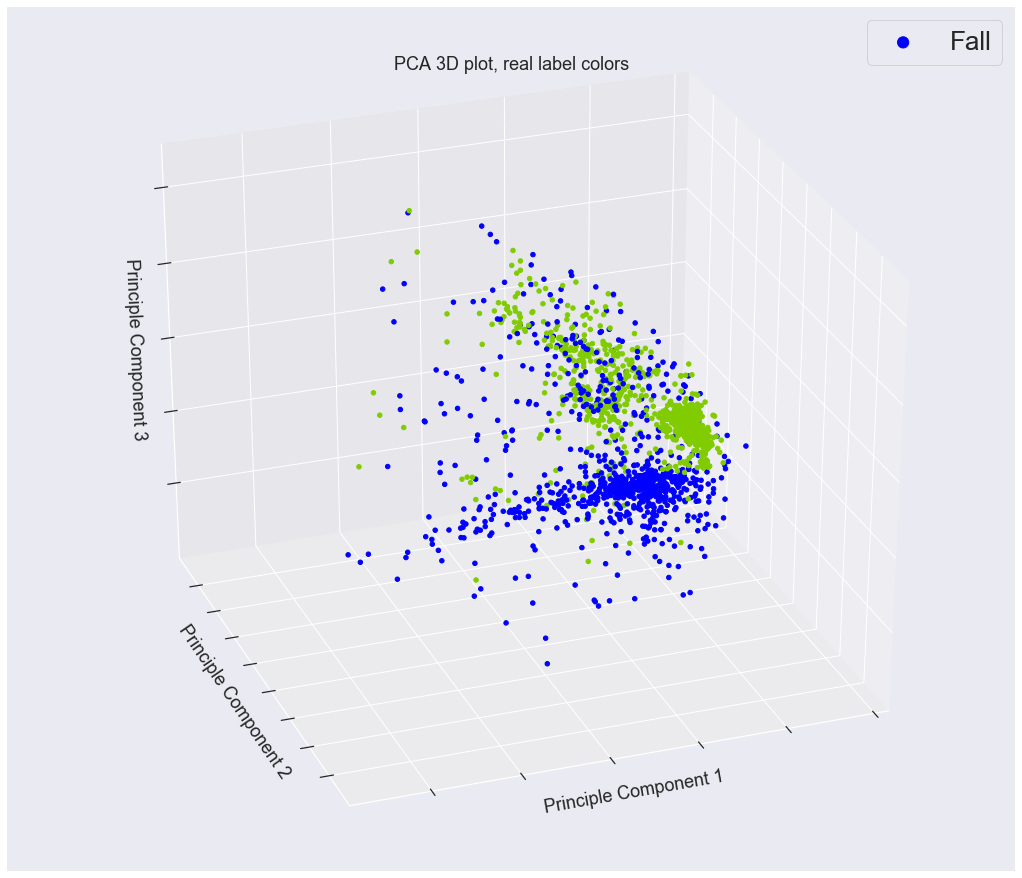 Fall
PCA 3D plot, real label colors
Principle Component 3
Principle Component 2
Principle Component 1